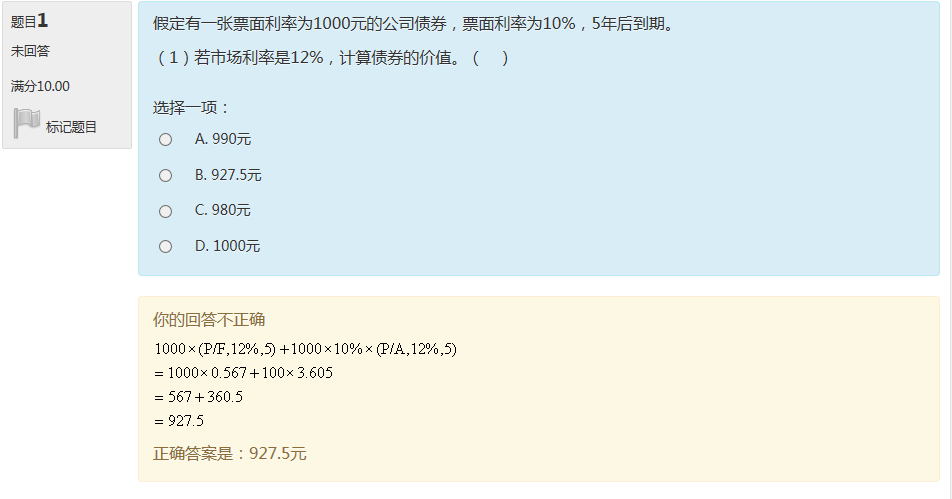 题目1
未回答
满分10.00
标记题目
假定有一张票面利率为1000元的公司债券，票面利率为10%，5年后到期。
（1）若市场利率是12%，计算债券的价值。（ ）
选择一项：
A. 990元
B. 927.5元
C. 980元
D. 1000元
你的回答不正确
1000×(P/F,12%,5)+1000×10%×(P/A,12%,5)
=1000×0.567+100×3.605
=567+360.5
=927.5
正确答案是：927.5元